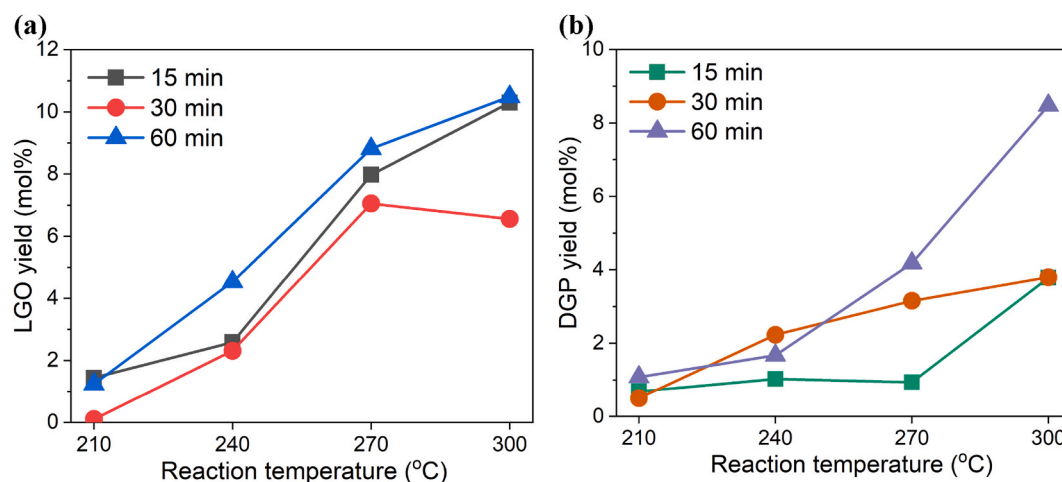 (a)
12
10
8
6
4
2
0
LGO yield (mol%)
15 min
30 min
60 min
210
240
270
300
Reaction temperature (°C)
(b)
10
8
6
4
2
0
DGP yield (mol%)
15 min
30 min
60 min
210
240
270
300
Reaction temperature (°C)